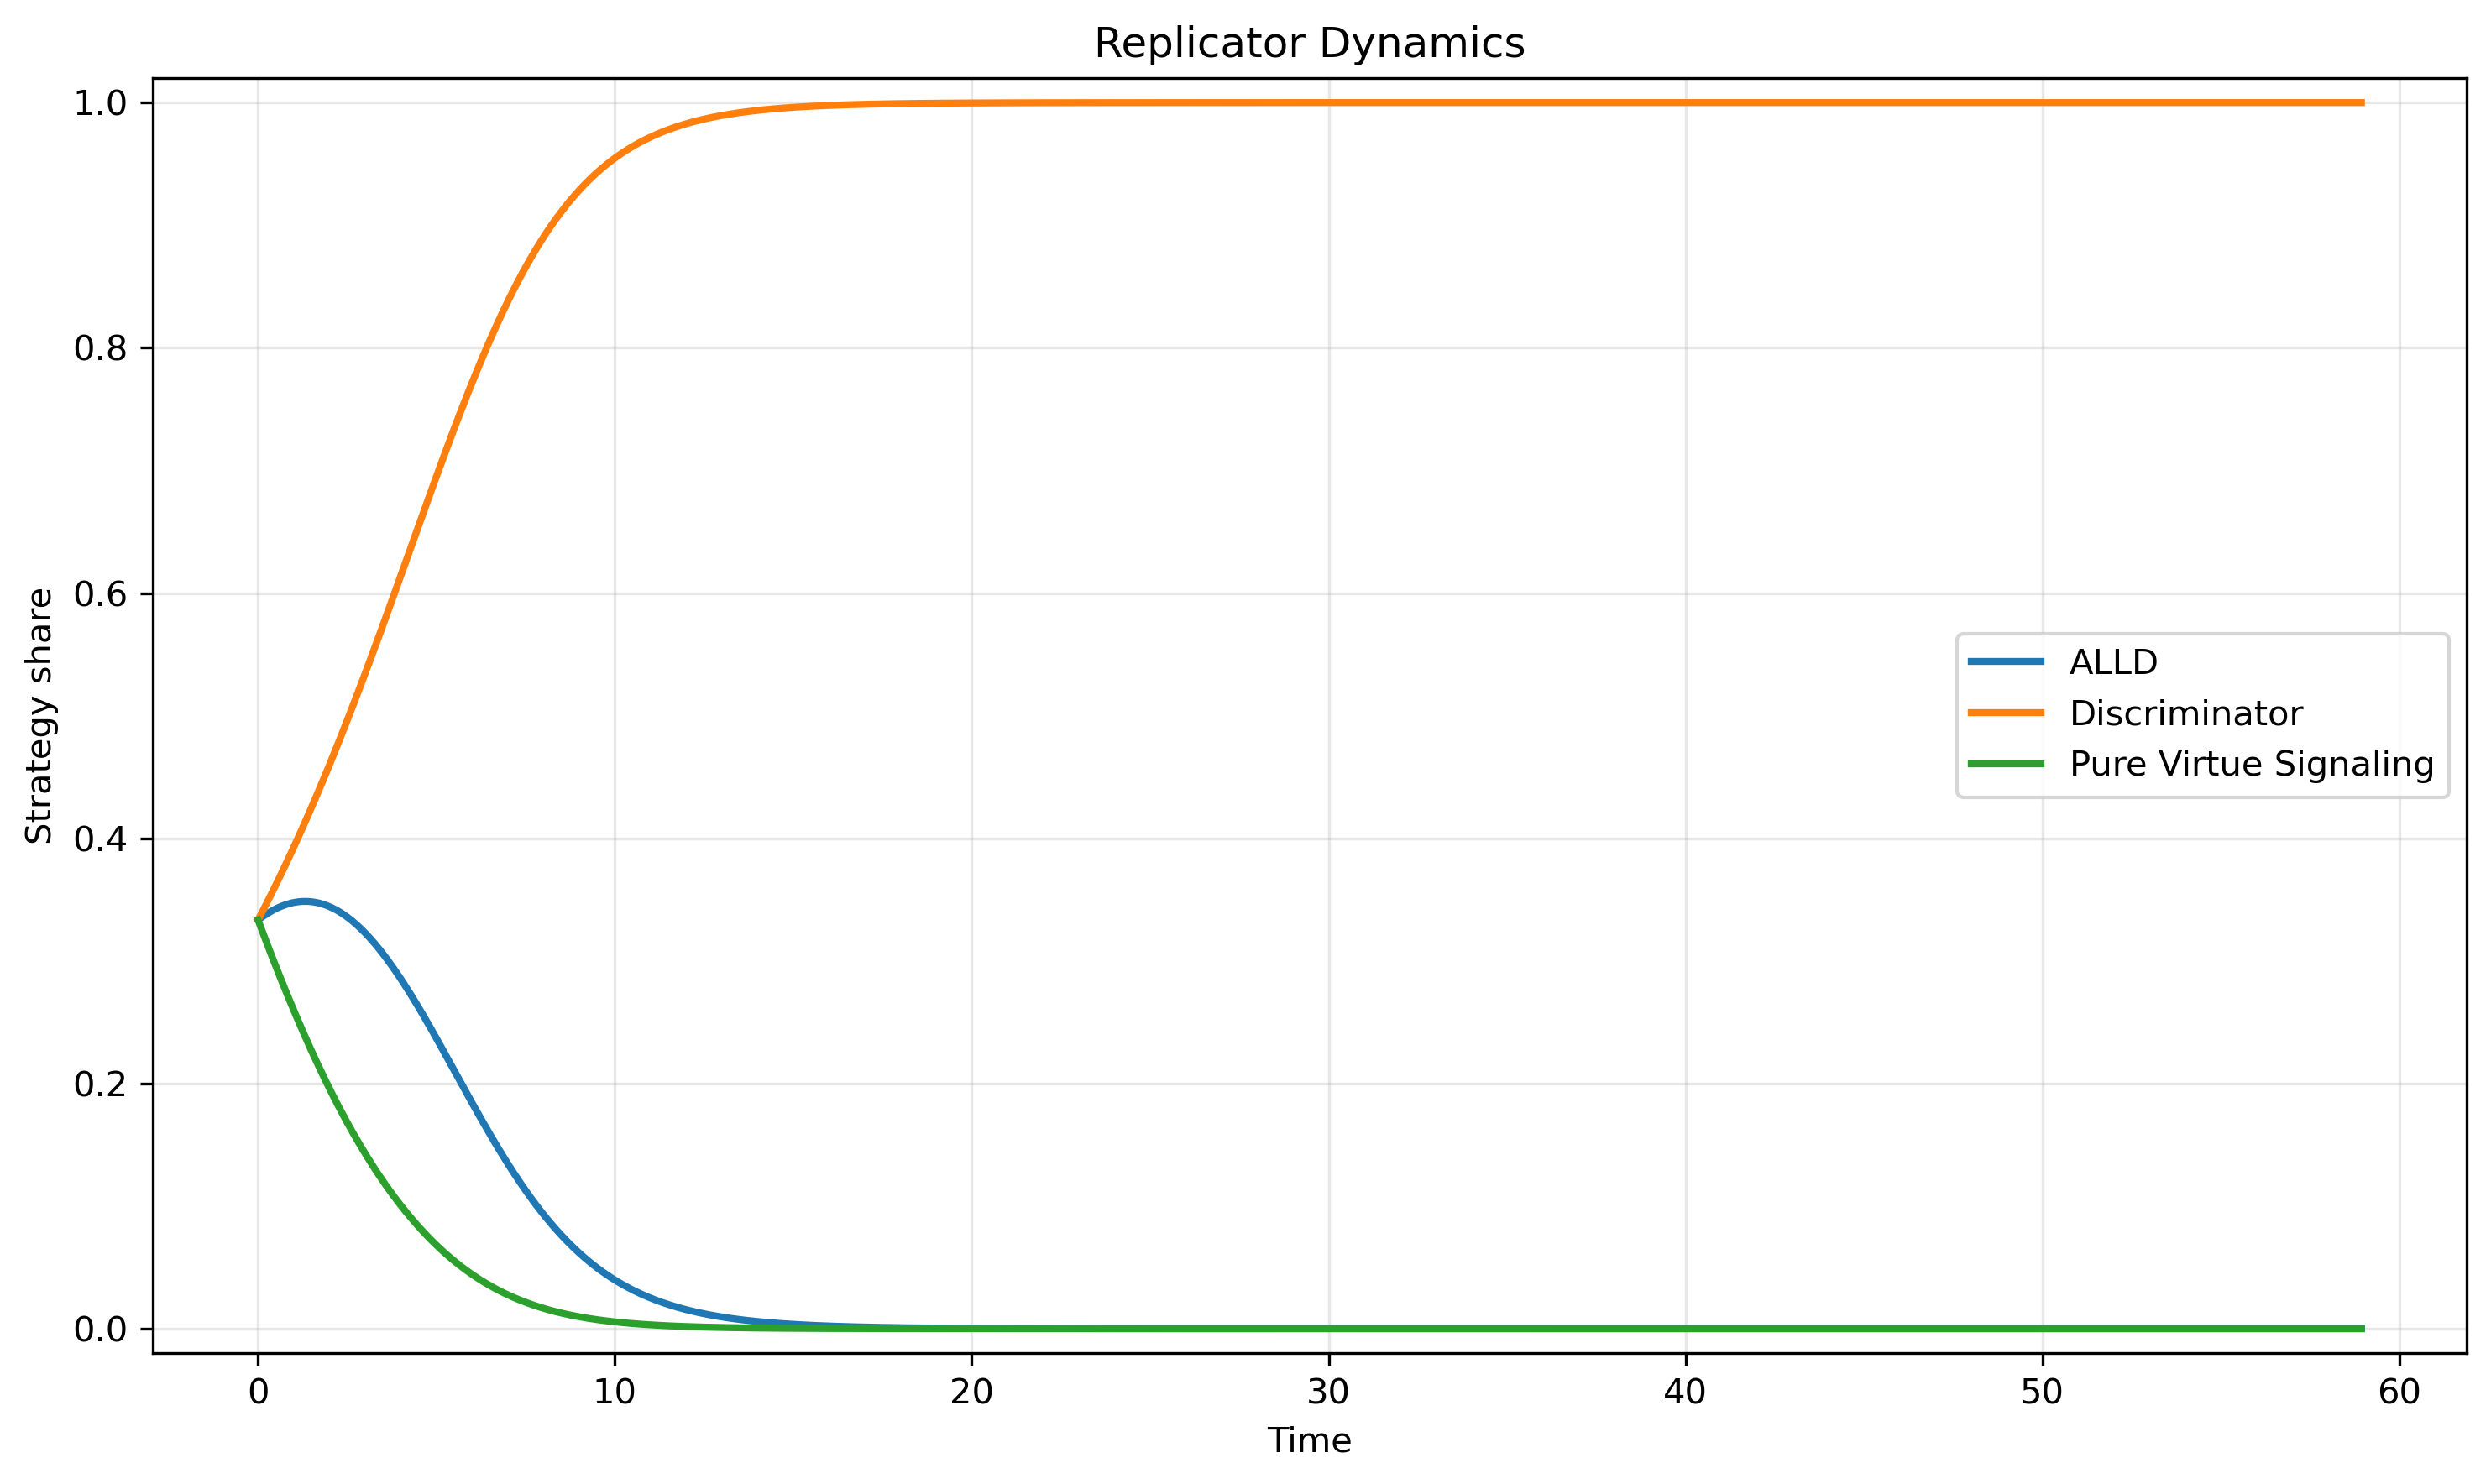 Replicator Dynamics
1.0
0.8
0.6
0.4
0.2
0.0
Strategy share
ALLD
Discriminator
Pure Virtue Signaling
0 10 20 30 40 50 60
Time